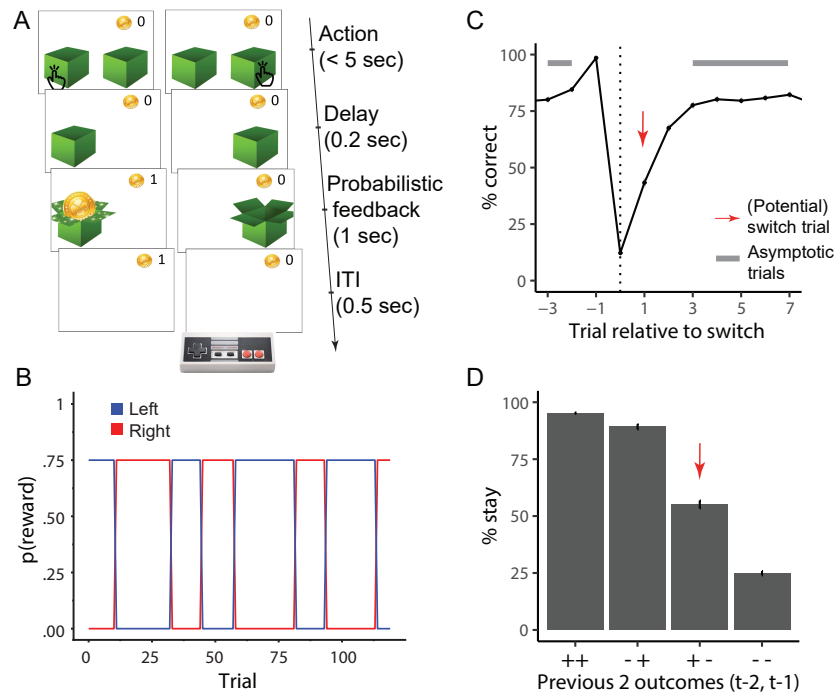 A
0
0
Action
(< 5 sec)
0
0
Delay
(0.2 sec)
1
0
Probabilistic
feedback
(1 sec)
1
0
ITI
(0.5 sec)
B
Left
Right
p(reward)
1
.75
.50
.25
.00
0
25
50
75
100
Trial
C
% correct
100
75
50
25
0
(Potential)
switch trial
Asymptotic
trials
−3
−1
1
3
5
7
Trial relative to switch
D
% stay
100
75
50
25
0
++
- +
+ -
- -
Previous 2 outcomes (t-2, t-1)